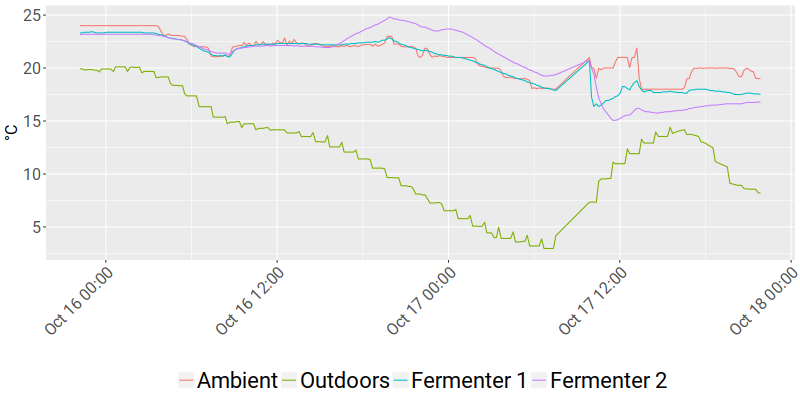 25
20
15
10
5
°C
Oct 16 00:00
Oct 16 12:00
Oct 17 00:00
Oct 17 12:00
Oct 18 00:00
Ambient Outdoors Fermenter 1 Fermenter 2